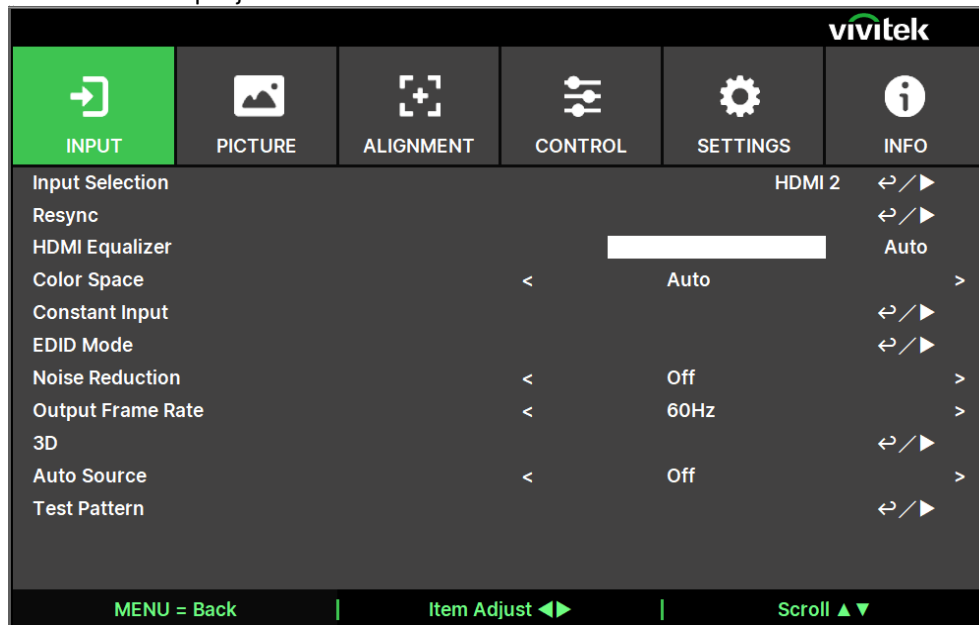 vivitek
INPUT PICTURE ALIGNMENT CONTROL SETTINGS INFO
Input Selection HDMI 2 ↩/▶
Resync ↩/▶
HDMI Equalizer Auto
Color Space < Auto >
Constant Input ↩/▶
EDID Mode ↩/▶
Noise Reduction < Off >
Output Frame Rate < 60Hz >
3D ↩/▶
Auto Source < Off >
Test Pattern ↩/▶
MENU = Back | Item Adjust ◀▶ | Scroll ▲▼